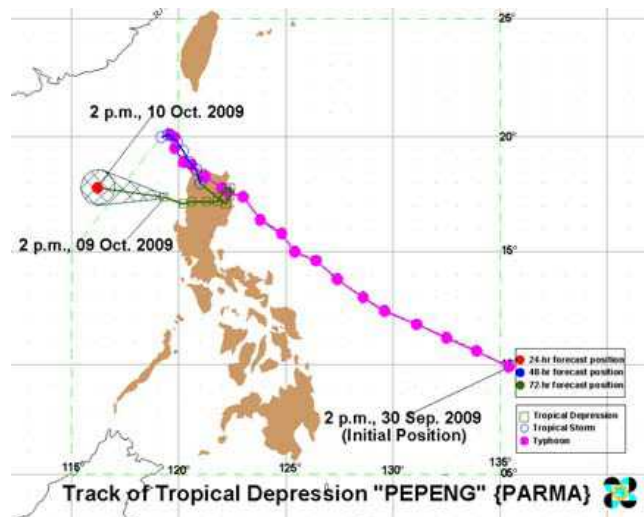 25°
2 p.m., 10 Oct. 2009
20°
2 p.m., 09 Oct. 2009
15°
24-hr forecast position
48-hr forecast position
72-hr forecast position
2 p.m., 30 Sep. 2009
(Initial Position)
Tropical Depression
Tropical Storm
Typhoon
120°
125°
130°
135°
05°
Track of Tropical Depression "PEPENG" {PARMA}